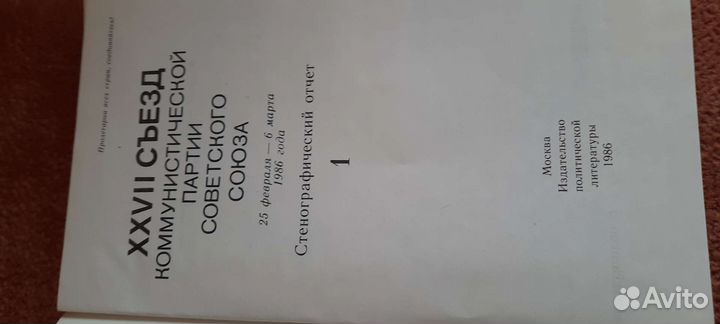 Пролетарии всех стран, соединяйтесь!
XXVII СЪЕЗД
КОММУНИСТИЧЕСКОЙ
ПАРТИИ
СОВЕТСКОГО
СОЮЗА
25 февраля — 6 марта
1986 года
Стенографический отчет
1
Москва
Издательство
политической
литературы
1986
Avito